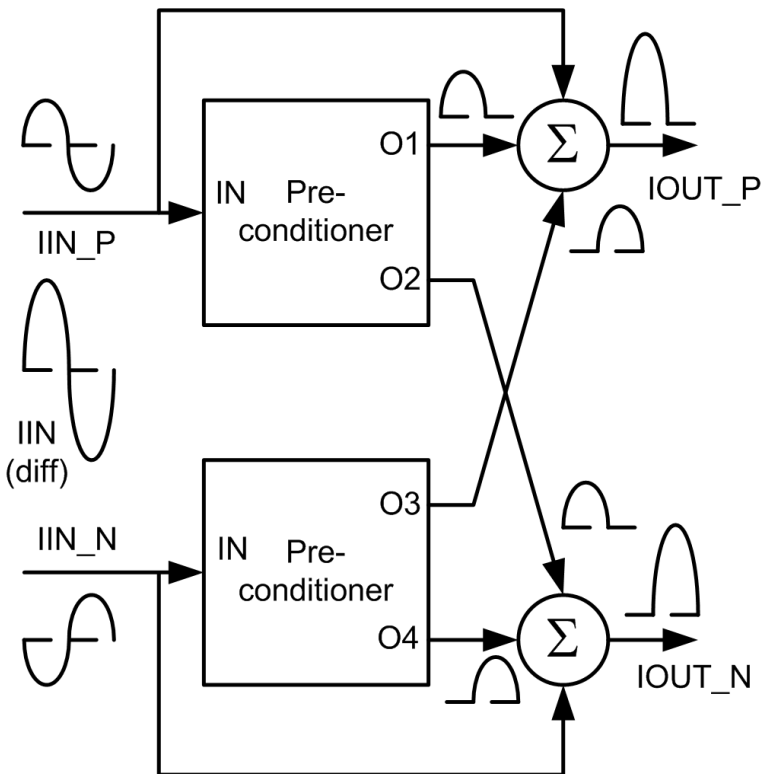 O1
Σ
IOUT_P
IN
Pre-
conditioner
IIN_P
O2
IIN
(diff)
O3
IIN_N
IN
Pre-
conditioner
O4
Σ
IOUT_N